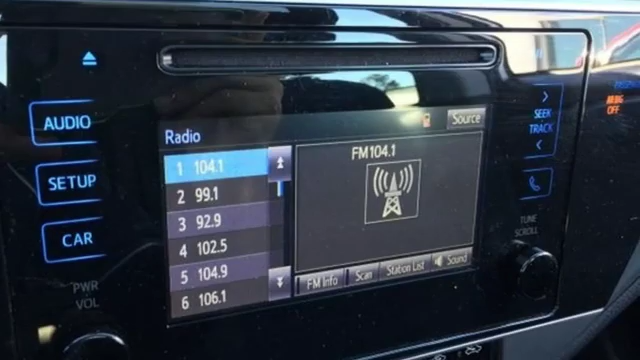 AUDIO
SETUP
CAR
PWR
VOL
Radio
Source
1 104.1
2 99.1
3 92.9
4 102.5
5 104.9
6 106.1
FM104.1
FM Info
Scan
Station List
Sound
SEEK
TRACK
TUNE
SCROLL
OFF